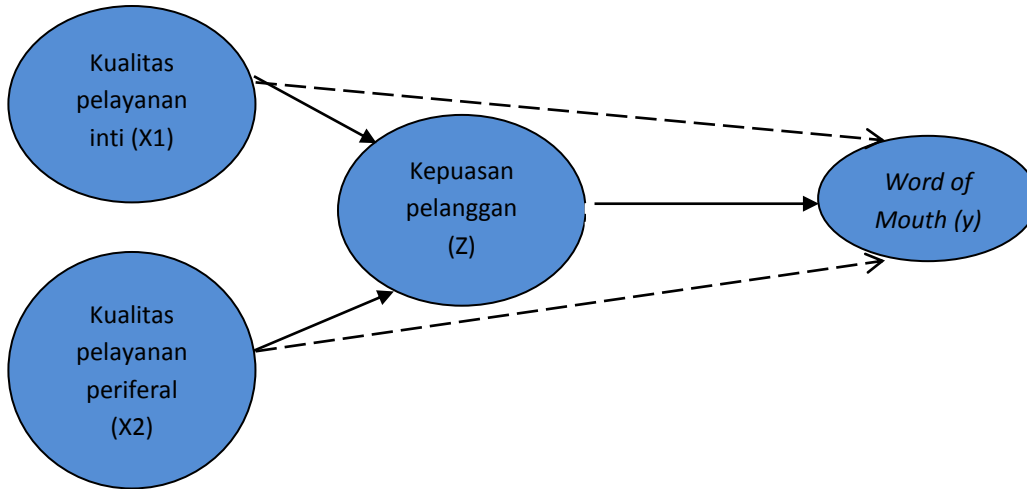 Kualitas
pelayanan
inti (X1)
Kepuasan
pelanggan
(Z)
Word of
Mouth (y)
Kualitas
pelayanan
periferal
(X2)